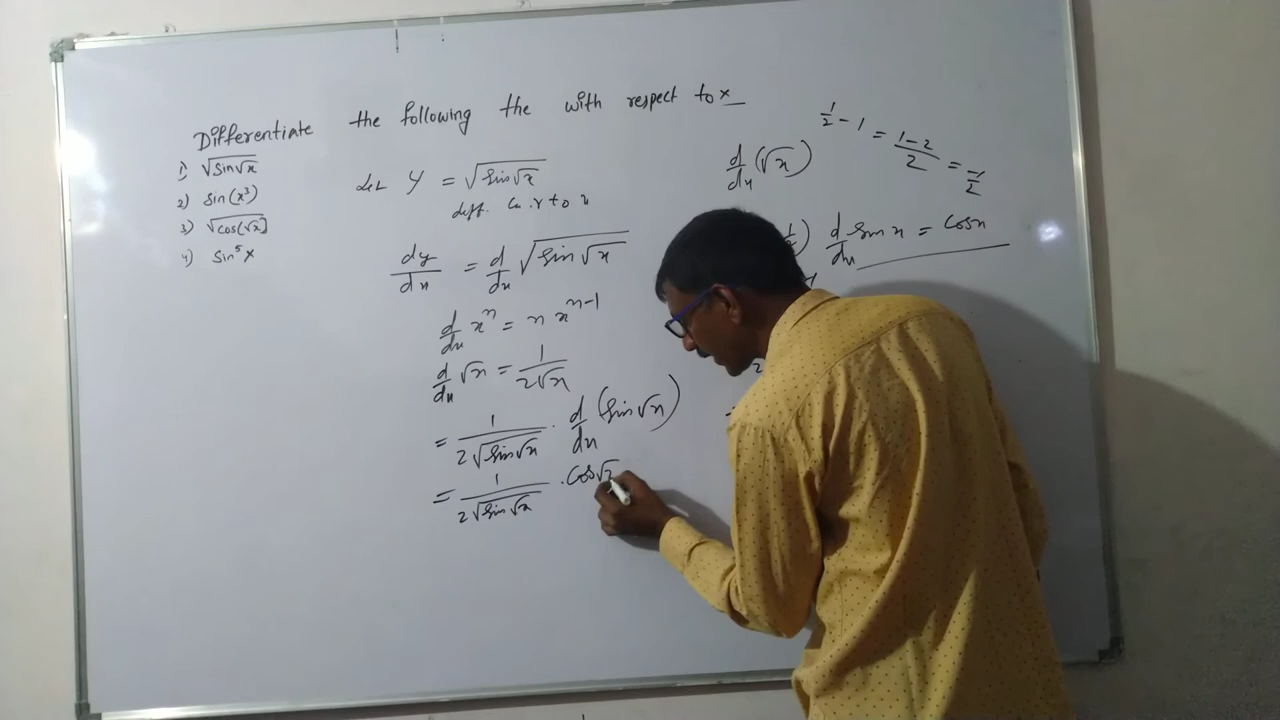 Differentiate the following the with respect to x
1) √sin√x
2) sin(x³)
3) √cos(√x)
4) sin⁵x
Let y = √sin√x
diff. w.r to x
dy/dx = d/dx √sin√x
d/dx xⁿ = n xⁿ⁻¹
d/dx √x = 1/2√x
= 1/2√sin√x · d/dx (sin√x)
= 1/2√sin√x · cos√x
1/2 - 1 = 1-2/2 = -1/2
d/dx (√x)
d/dx sin x = cos x